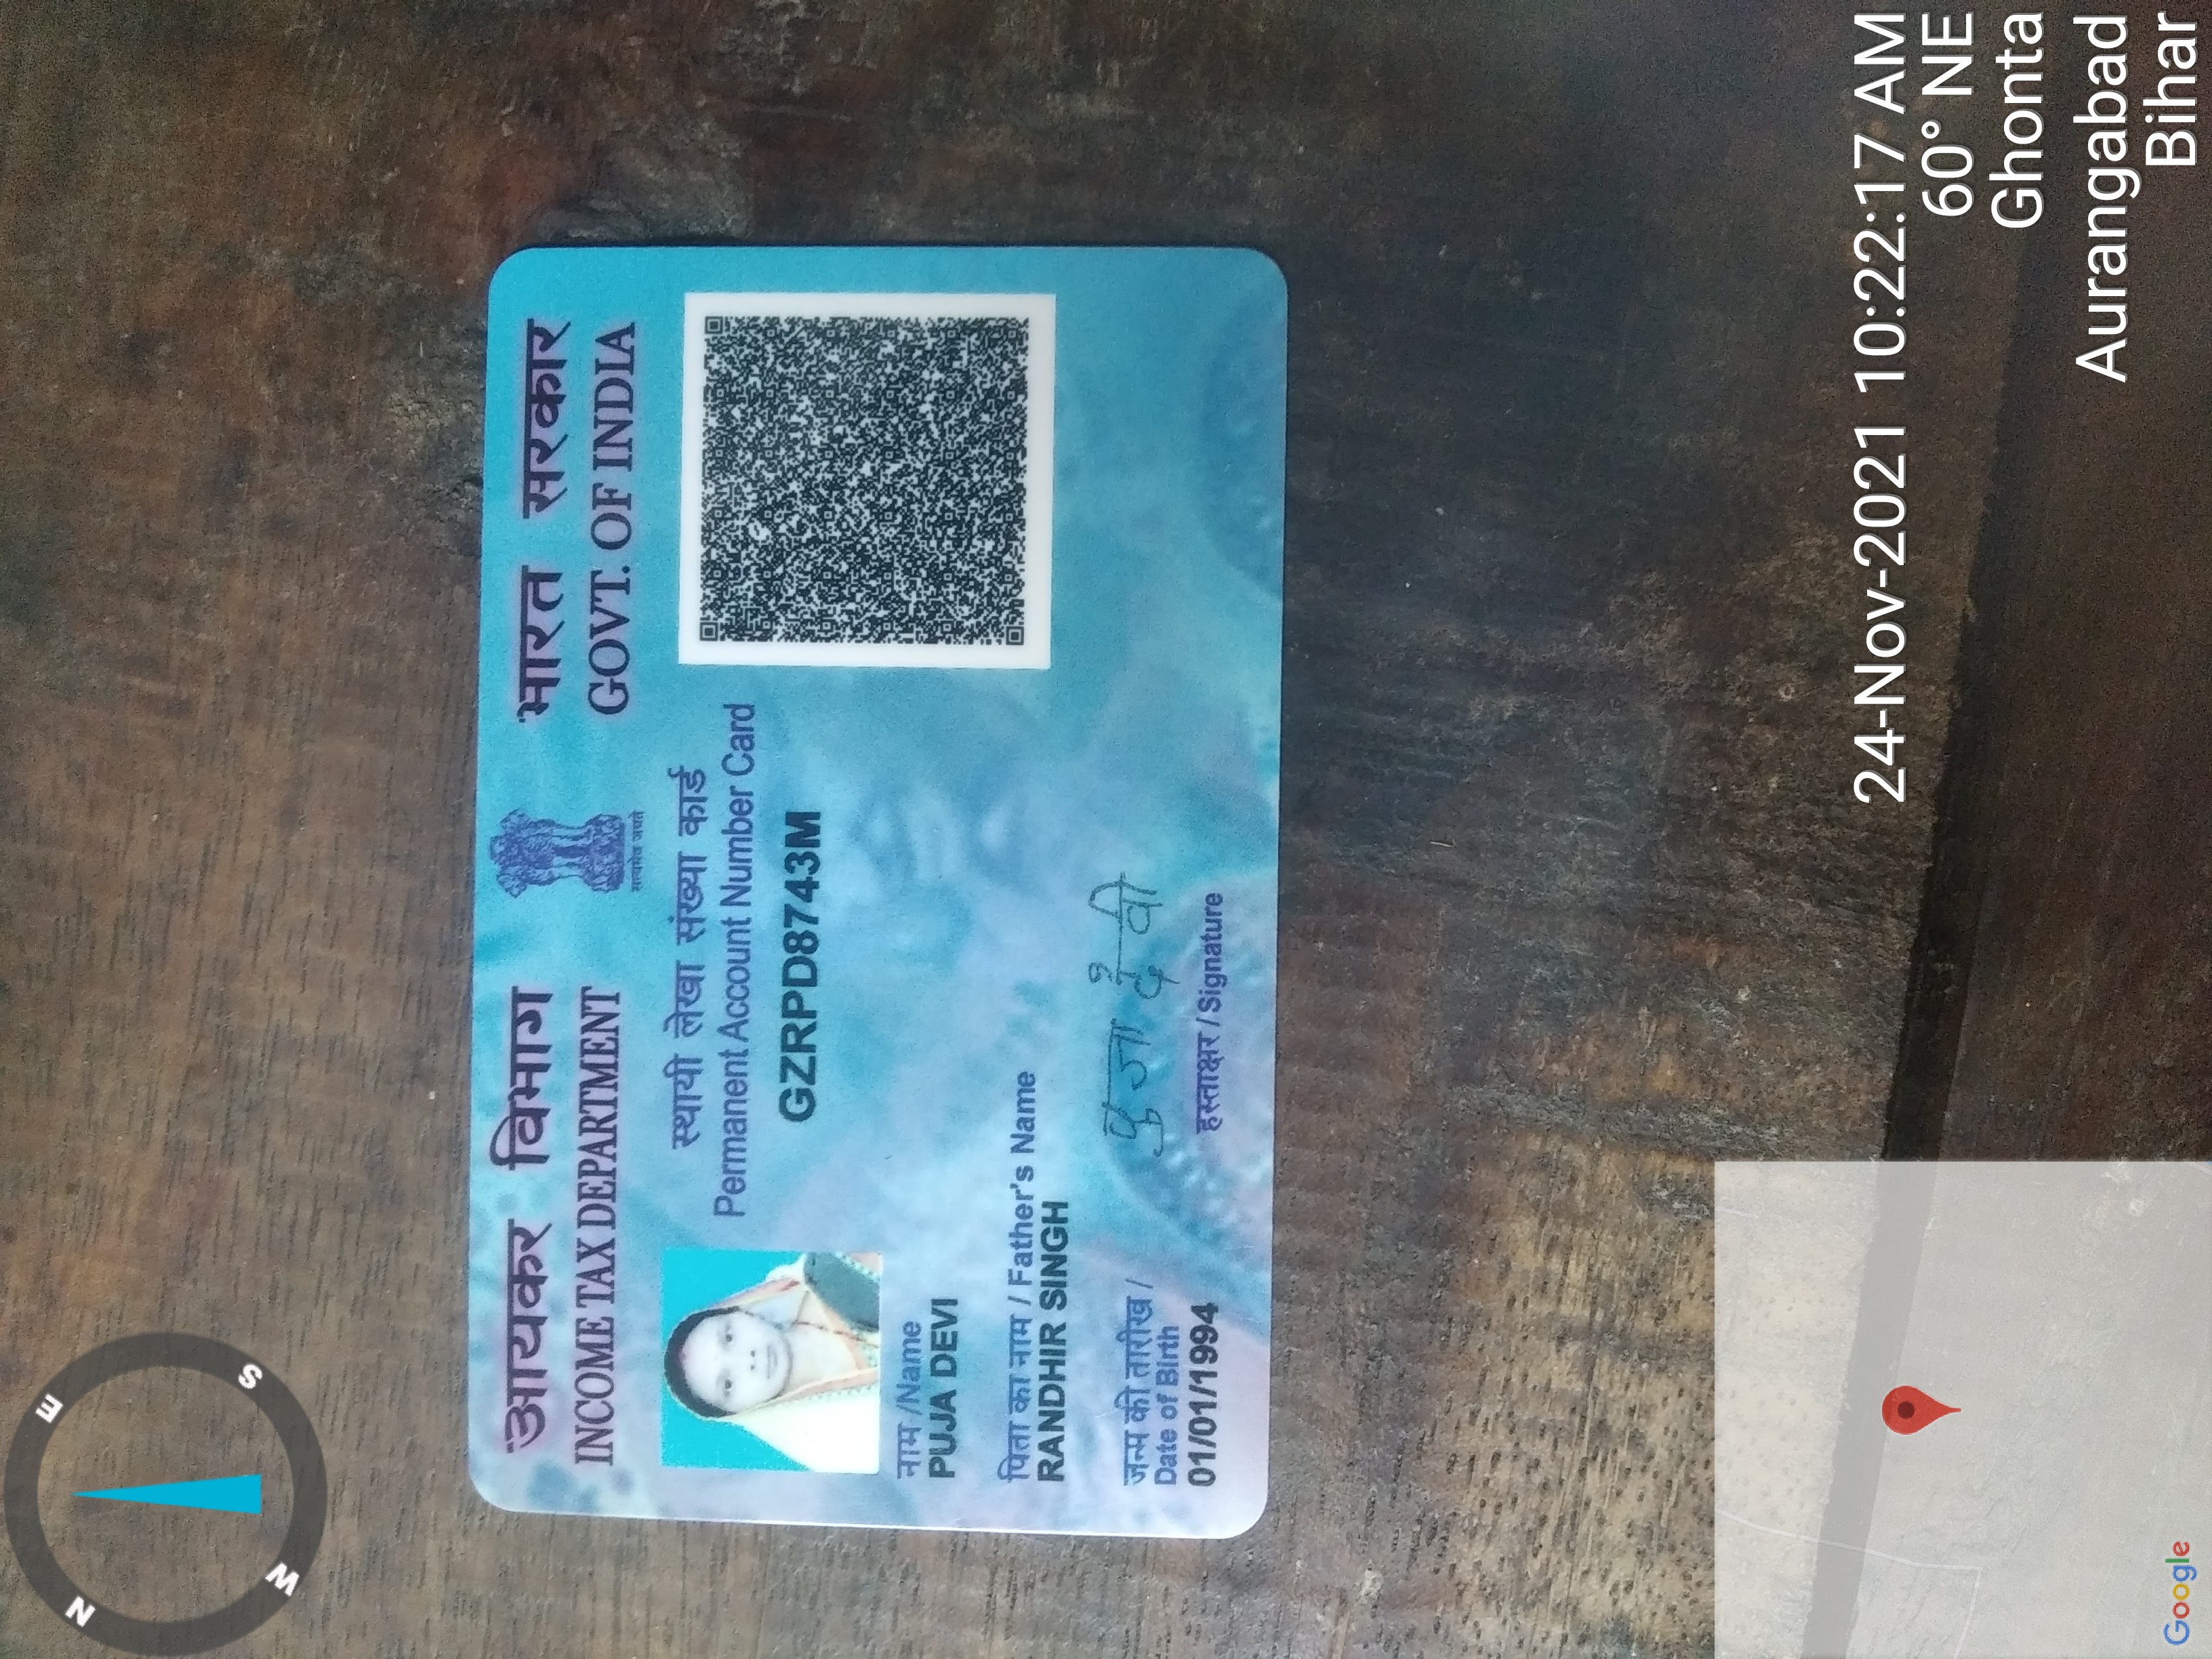 N
E
S
W
आयकर विभाग
INCOME TAX DEPARTMENT
सत्यमेव जयते
भारत सरकार
GOVT. OF INDIA
स्थायी लेखा संख्या कार्ड
Permanent Account Number Card
GZRPD8743M
नाम /Name
PUJA DEVI
पिता का नाम / Father's Name
RANDHIR SINGH
जन्म की तारीख /
Date of Birth
01/01/1994
पुजा देवी
हस्ताक्षर / Signature
24-Nov-2021 10:22:17 AM
60° NE
Ghonta
Aurangabad
Bihar
Google